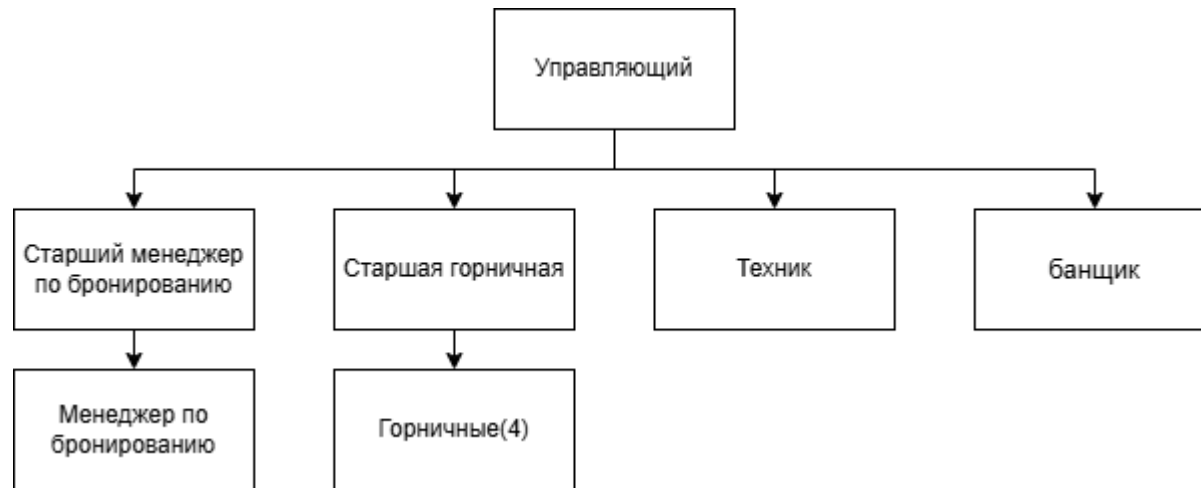 Управляющий
Старший менеджер
по бронированию
Старшая горничная
Техник
банщик
Менеджер по
бронированию
Горничные(4)